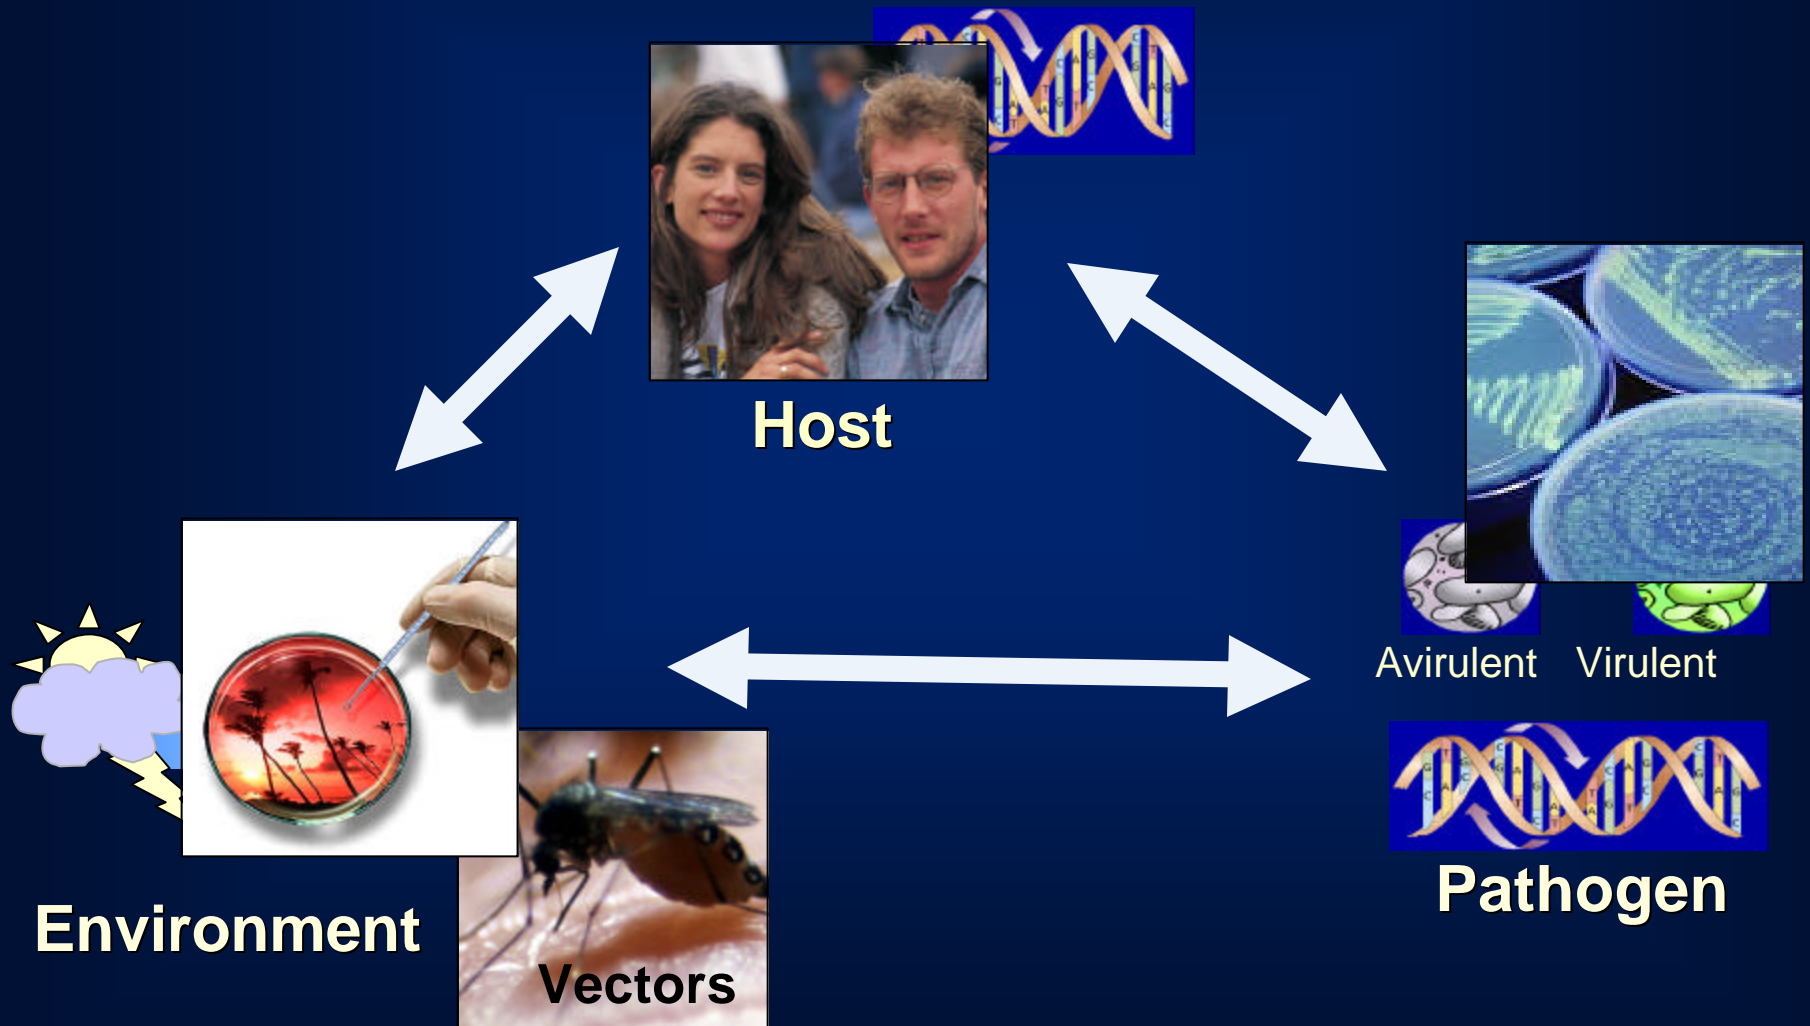 Host
Avirulent Virulent
Pathogen
Environment
Vectors